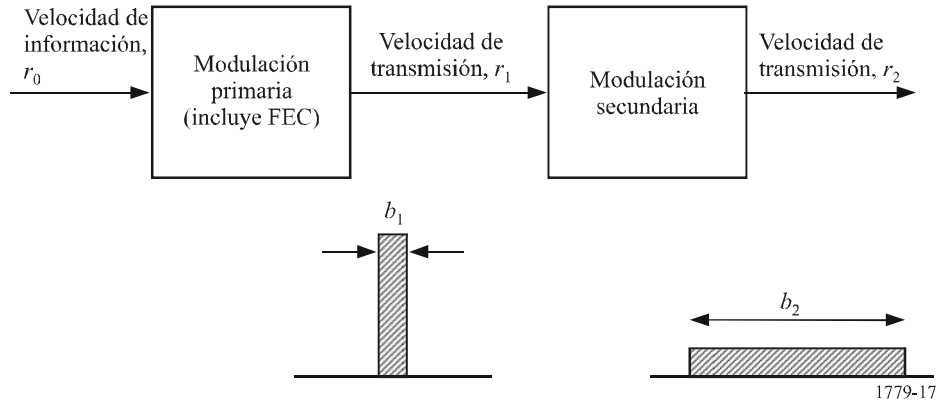 Velocidad de
información,
r0
Modulación
primaria
(incluye FEC)
Velocidad de
transmisión, r1
Modulación
secundaria
Velocidad de
transmisión, r2
b1
b2
1779-17